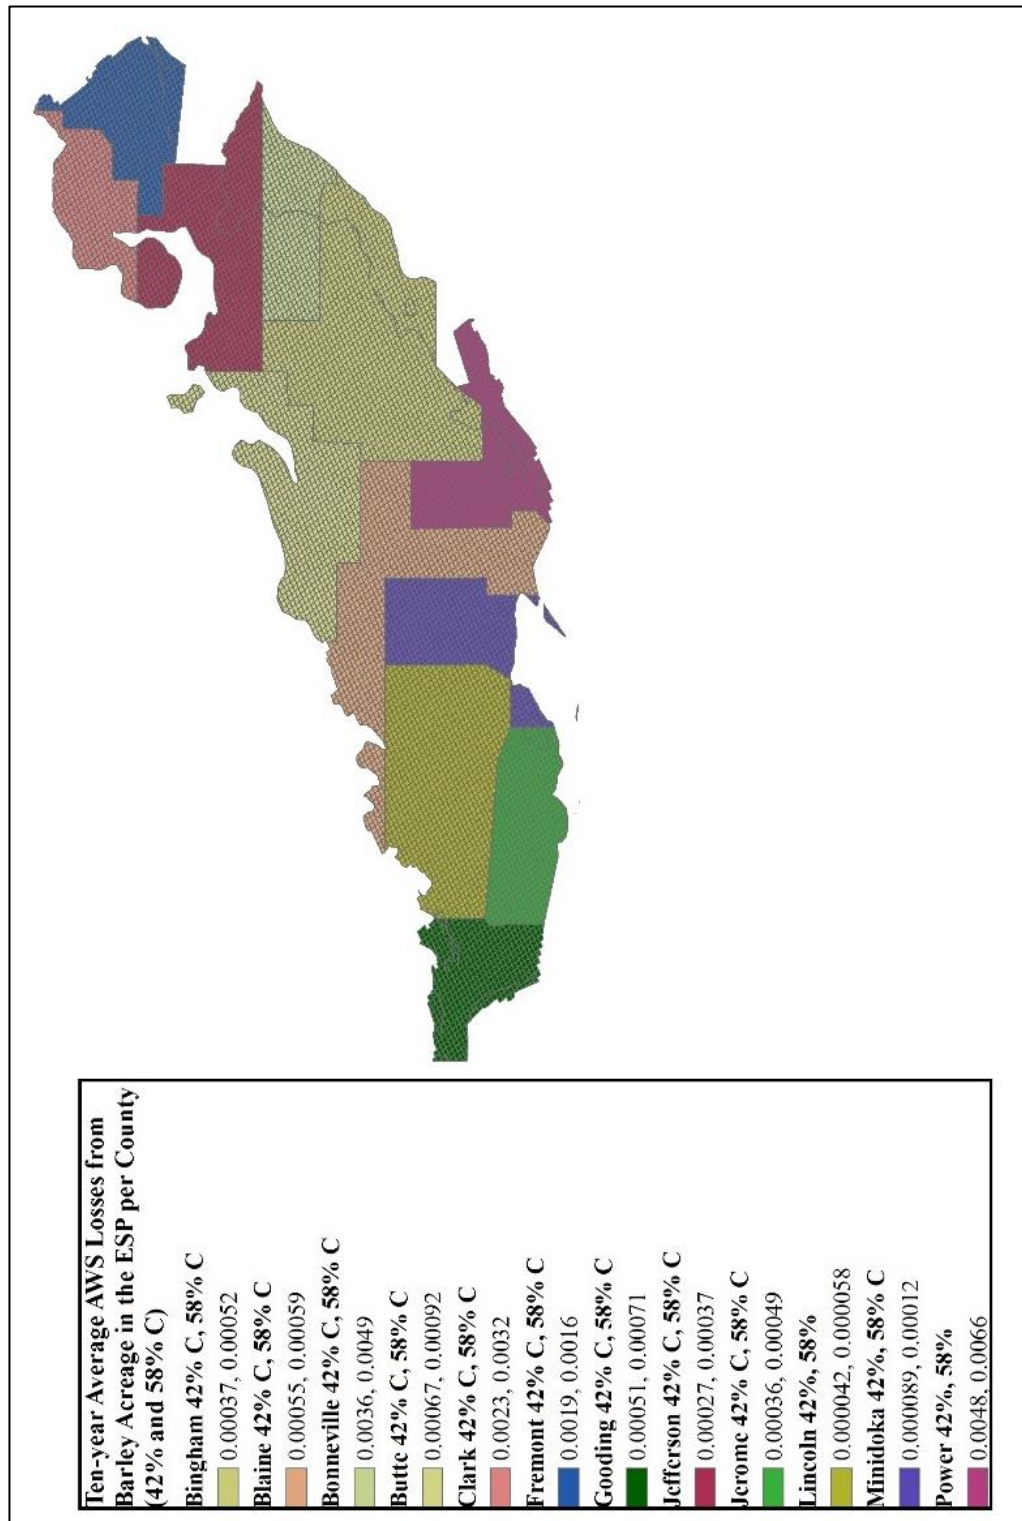 Ten-year Average AWS Losses from
Barley Acreage in the ESP per County
(42% and 58% C)
Bingham 42% C, 58% C
0.00037, 0.00052
Blaine 42% C, 58% C
0.00055, 0.00059
Bonneville 42% C, 58% C
0.0036, 0.0049
Butte 42% C, 58% C
0.00067, 0.00092
Clark 42% C, 58% C
0.0023, 0.0032
Fremont 42% C, 58% C
0.0019, 0.0016
Gooding 42% C, 58% C
0.00051, 0.00071
Jefferson 42% C, 58% C
0.00027, 0.00037
Jerome 42% C, 58% C
0.00036, 0.00049
Lincoln 42%, 58%
0.000042, 0.000058
Minidoka 42%, 58% C
0.000089, 0.00012
Power 42%, 58%
0.0048, 0.0066